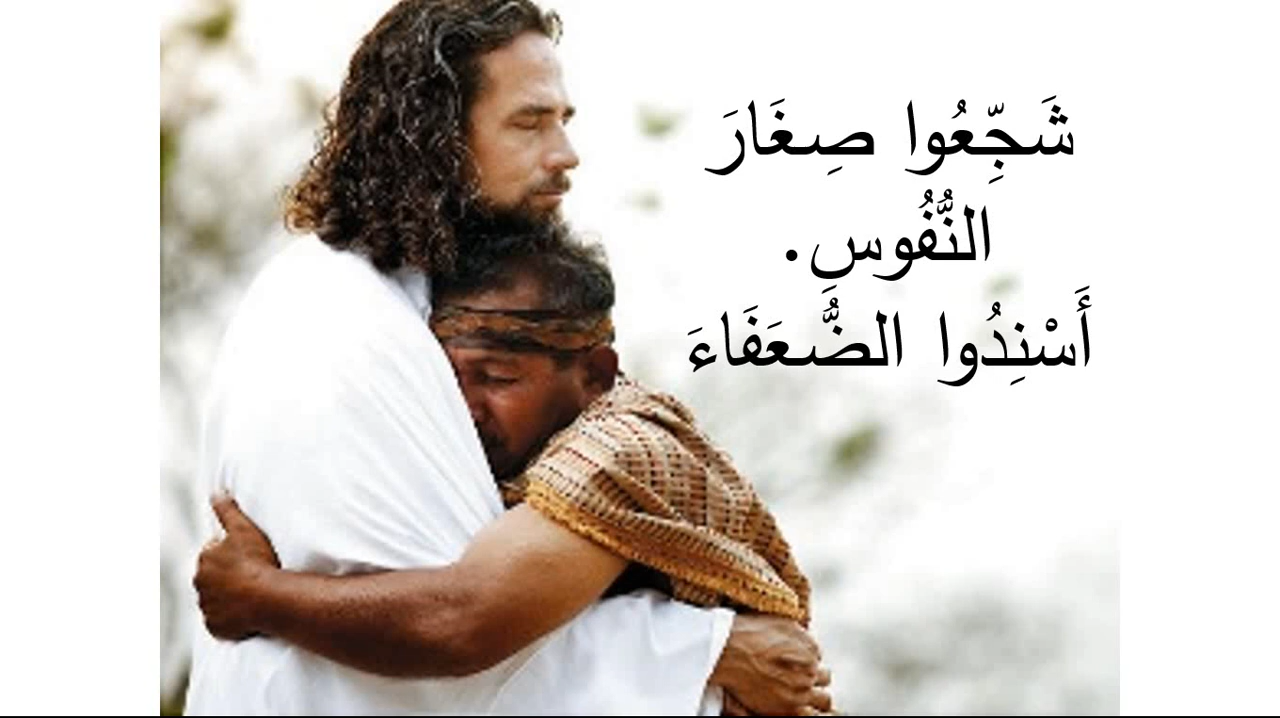 شَجِّعُوا صِغَارَ
النُّفُوسِ.
أَسْنِدُوا الضُّعَفَاءَ